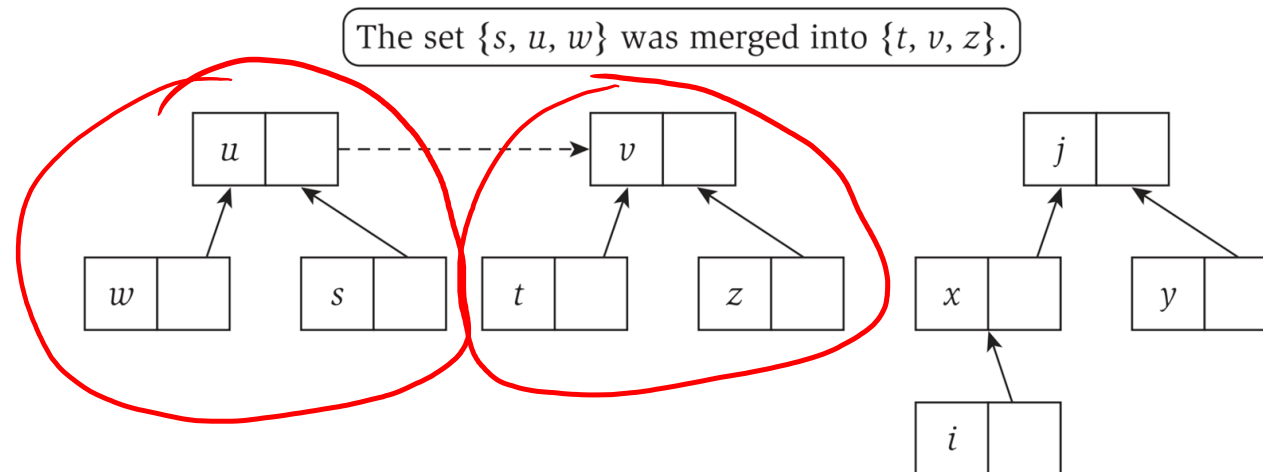 The set {s, u, w} was merged into {t, v, z}.
u v j
w s t z x y
i